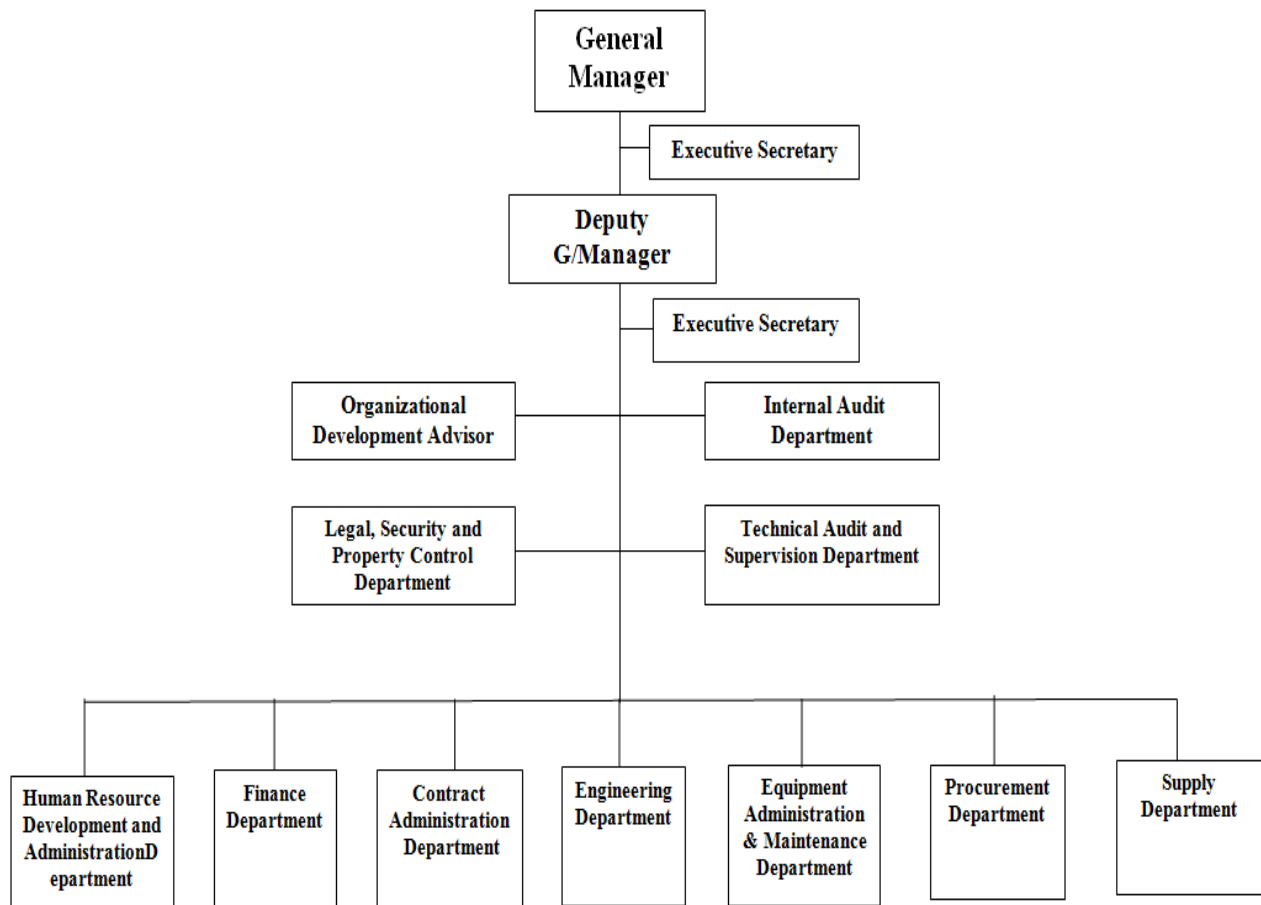 General
Manager
Executive Secretary
Deputy
G/Manager
Executive Secretary
Organizational
Development Advisor
Internal Audit
Department
Legal, Security and
Property Control
Department
Technical Audit and
Supervision Department
Human Resource
Development and
AdministrationD
epartment
Finance
Department
Contract
Administration
Department
Engineering
Department
Equipment
Administration
& Maintenance
Department
Procurement
Department
Supply
Department